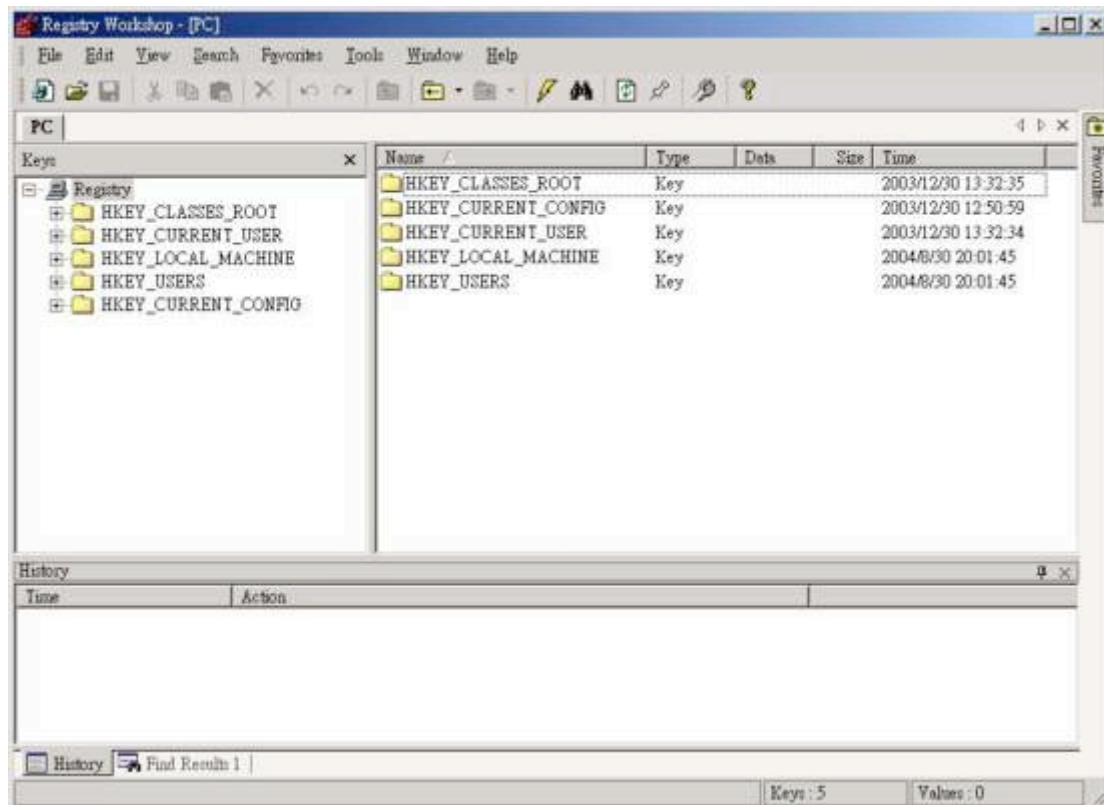 Registry Workshop - [PC]
File Edit View Search Favorites Tools Window Help
PC
Favorites
Keys
Name Type Data Size Time
Registry
HKEY_CLASSES_ROOT
HKEY_CURRENT_USER
HKEY_LOCAL_MACHINE
HKEY_USERS
HKEY_CURRENT_CONFIG
HKEY_CLASSES_ROOT Key 2003/12/30 13:32:35
HKEY_CURRENT_CONFIG Key 2003/12/30 12:50:59
HKEY_CURRENT_USER Key 2003/12/30 13:32:34
HKEY_LOCAL_MACHINE Key 2004/8/30 20:01:45
HKEY_USERS Key 2004/8/30 20:01:45
History
Time Action
History Find Results 1
Keys : 5 Values : 0